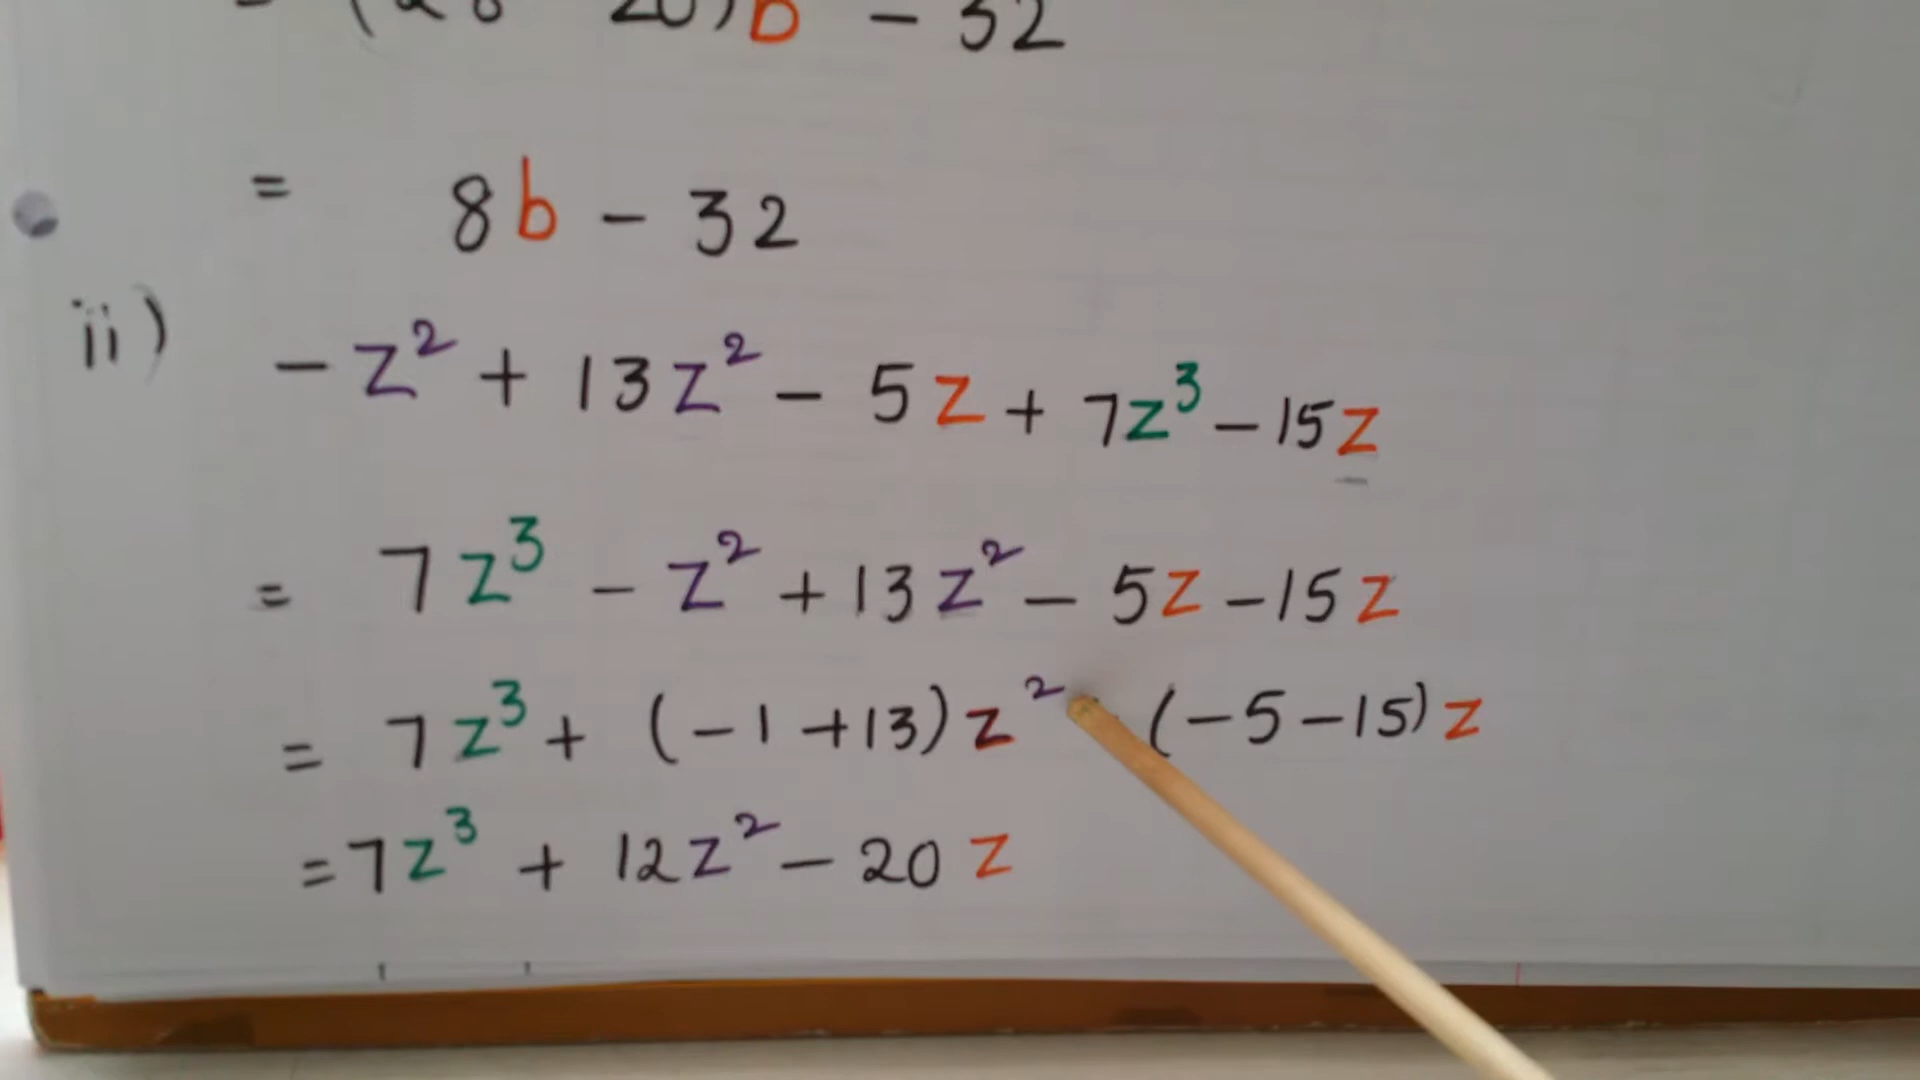 b - 32
= 8b - 32
ii) -z² + 13z² - 5z + 7z³ - 15z
= 7z³ - z² + 13z² - 5z - 15z
= 7z³ + (-1 + 13)z² (-5 - 15)z
= 7z³ + 12z² - 20z